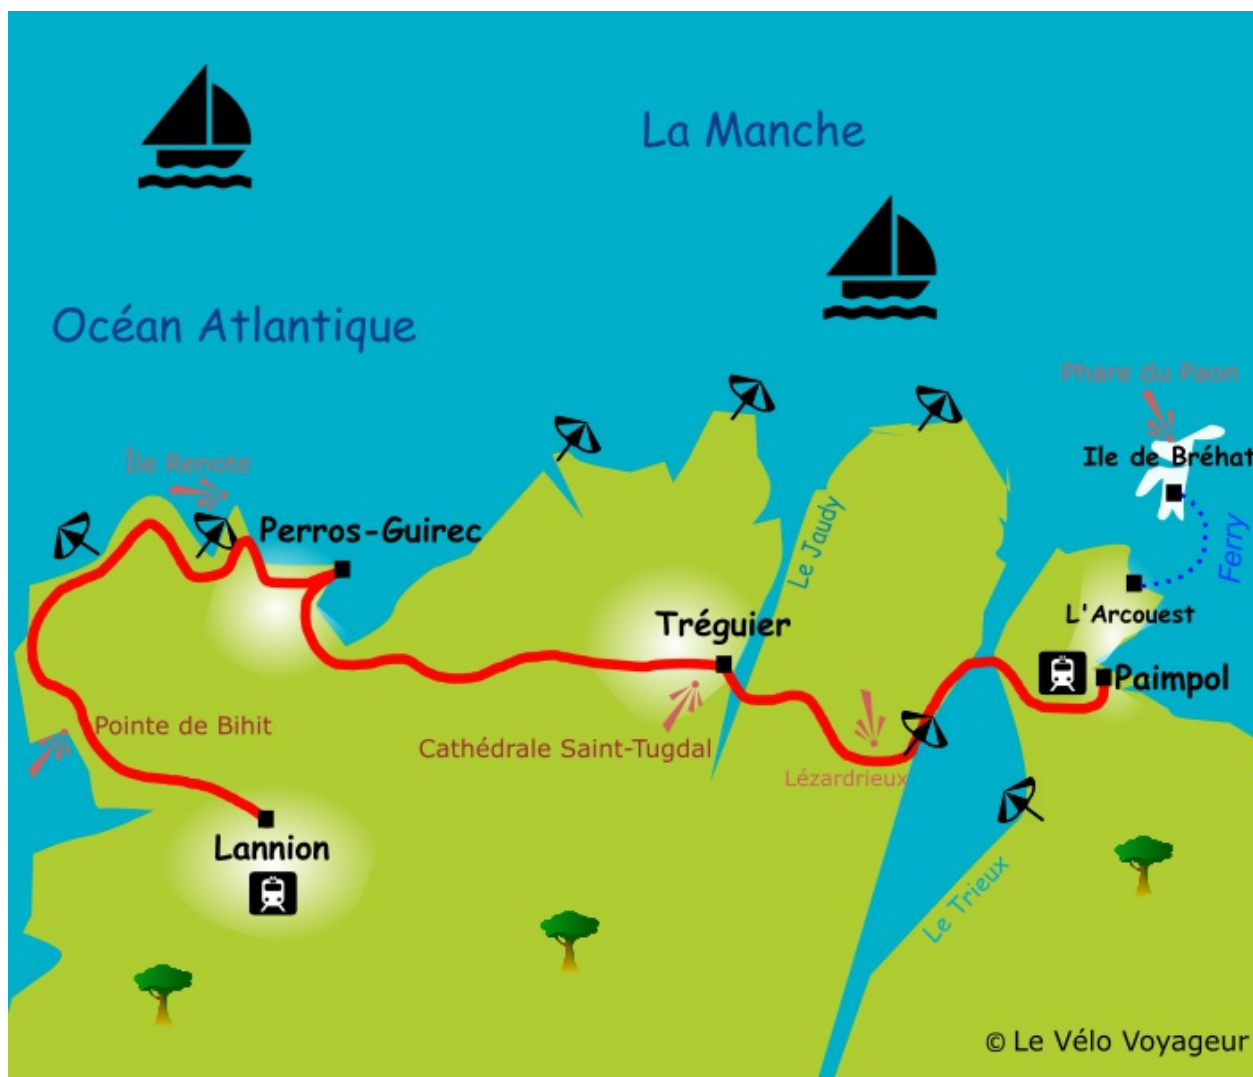 La Manche
Océan Atlantique
Phare du Paon
Île Renote
Ile de Bréhat
Perros-Guirec
Le Jaudy
Ferry
L'Arcouest
Tréguier
Paimpol
Pointe de Bihit
Cathédrale Saint-Tugdal
Lézardrieux
Lannion
Le Trieux
© Le Vélo Voyageur